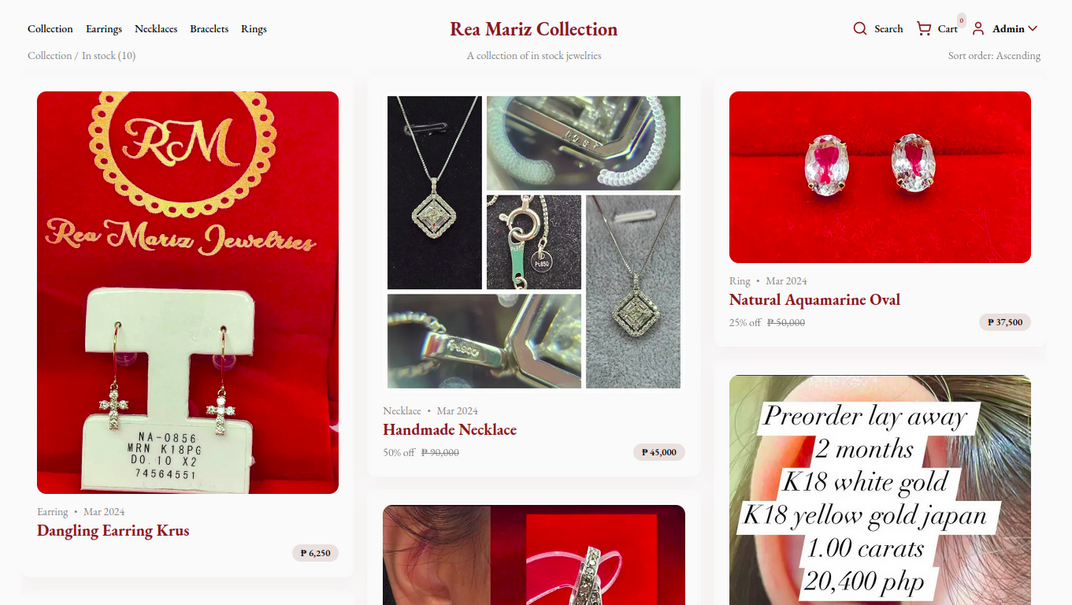 Collection Earrings Necklaces Bracelets Rings
Rea Mariz Collection
Search Cart 0 Admin
Collection / In stock (10)
A collection of in stock jewelries
Sort order: Ascending
RM
Rea Mariz Jewelries
NA-0856
MRN K18PG
D0.10 X2
74564551
Earring • Mar 2024
Dangling Earring Krus
₱ 6,250
Pt850
Necklace • Mar 2024
Handmade Necklace
50% off ₱ 90,000
₱ 45,000
Ring • Mar 2024
Natural Aquamarine Oval
25% off ₱ 50,000
₱ 37,500
Preorder lay away
2 months
K18 white gold
K18 yellow gold japan
1.00 carats
20,400 php